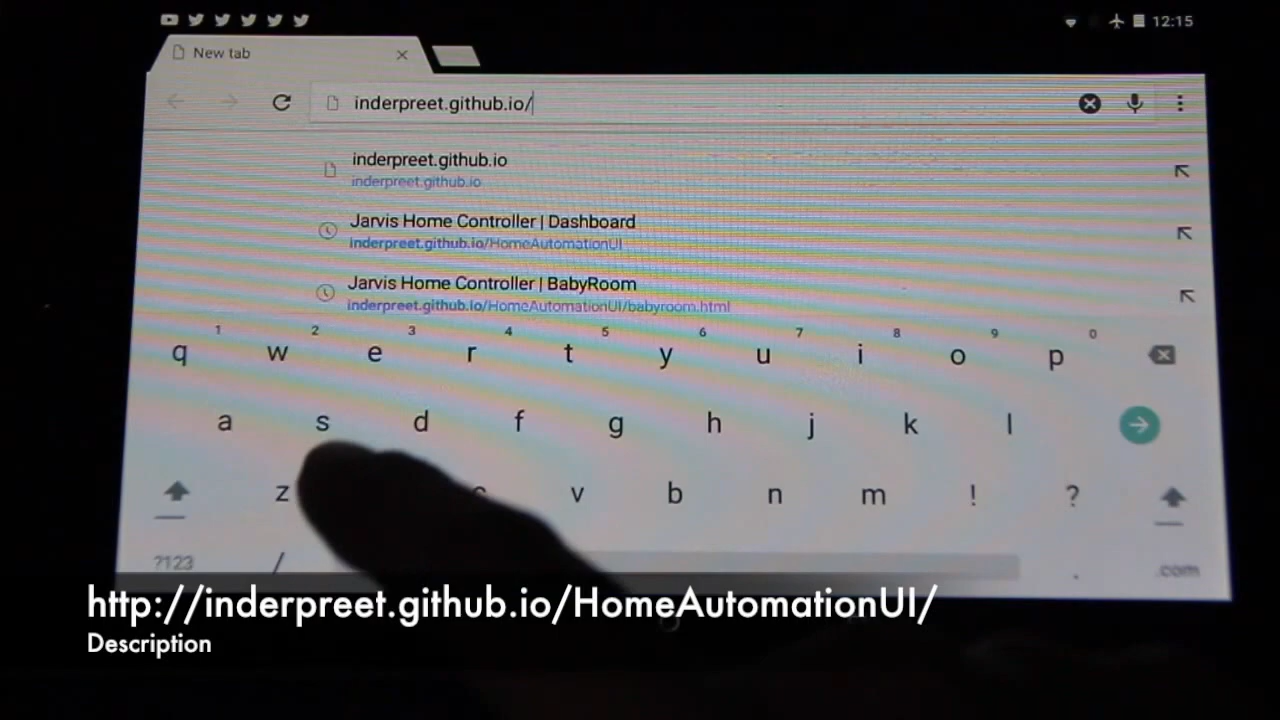 12:15
New tab
inderpreet.github.io/
inderpreet.github.io
inderpreet.github.io
Jarvis Home Controller | Dashboard
inderpreet.github.io/HomeAutomationUI
Jarvis Home Controller | BabyRoom
inderpreet.github.io/HomeAutomationUI/babyroom.html
1 2 3 4 5 6 7 8 9 0
q w e r t y u i o p
a s d f g h j k l
z c v b n m ! ?
?123 / . .com
http://inderpreet.github.io/HomeAutomationUI/
Description